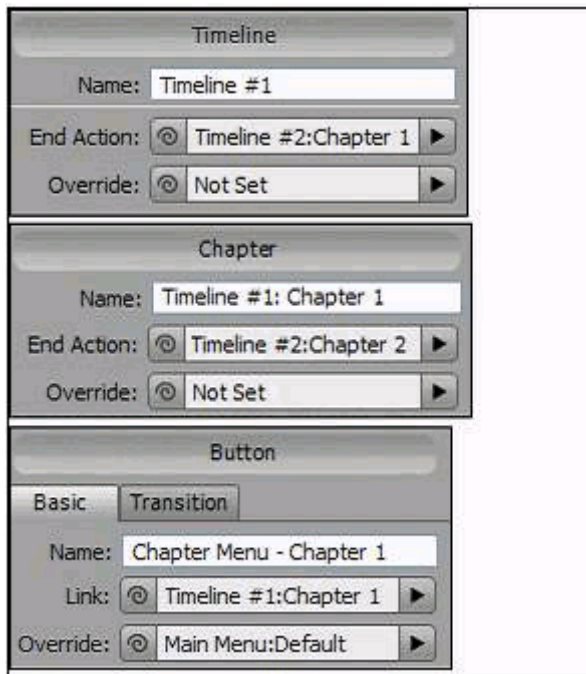 Timeline
Name: Timeline #1
End Action: Timeline #2:Chapter 1
Override: Not Set
Chapter
Name: Timeline #1: Chapter 1
End Action: Timeline #2:Chapter 2
Override: Not Set
Button
Basic Transition
Name: Chapter Menu - Chapter 1
Link: Timeline #1:Chapter 1
Override: Main Menu:Default